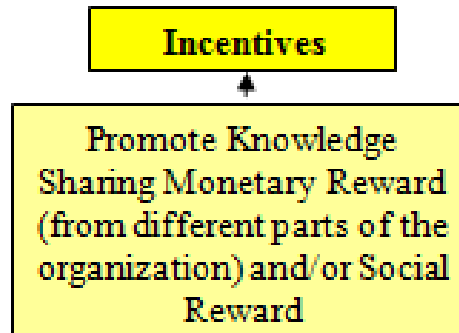 Incentives
Promote Knowledge
Sharing Monetary Reward
(from different parts of the
organization) and/or Social
Reward